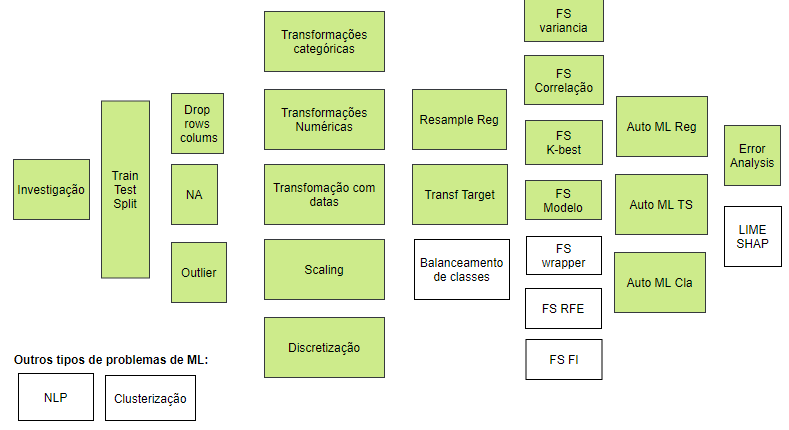 Investigação
Train
Test
Split
Drop
rows
colums
NA
Outlier
Transformações
categóricas
Transformações
Numéricas
Transfomação com
datas
Scaling
Discretização
Resample Reg
Transf Target
Balanceamento
de classes
FS
variancia
FS
Correlação
FS
K-best
FS
Modelo
FS
wrapper
FS RFE
FS FI
Auto ML Reg
Auto ML TS
Auto ML Cla
Error
Analysis
LIME
SHAP
Outros tipos de problemas de ML:
NLP
Clusterização